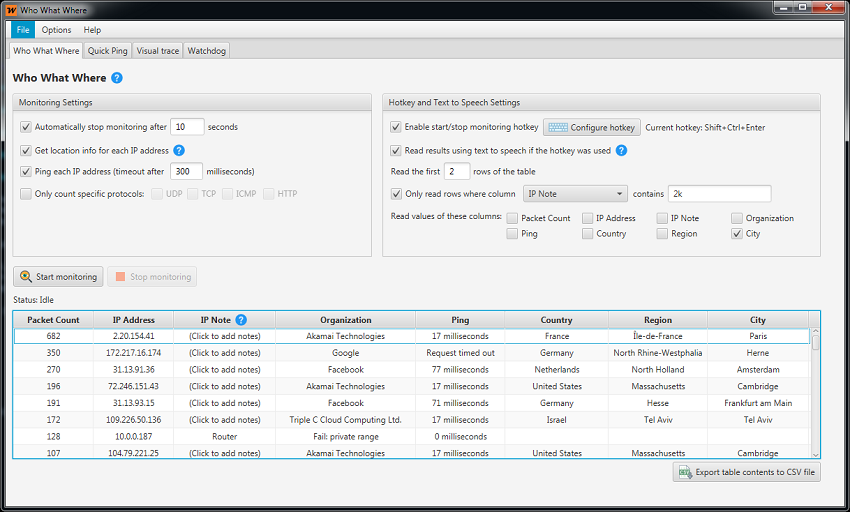 Who What Where
File Options Help
Who What Where Quick Ping Visual trace Watchdog
Who What Where ?
Monitoring Settings
Automatically stop monitoring after 10 seconds
Get location info for each IP address ?
Ping each IP address (timeout after 300 milliseconds)
Only count specific protocols: UDP TCP ICMP HTTP
Hotkey and Text to Speech Settings
Enable start/stop monitoring hotkey Configure hotkey Current hotkey: Shift+Ctrl+Enter
Read results using text to speech if the hotkey was used ?
Read the first 2 rows of the table
Only read rows where column IP Note contains 2k
Read values of these columns: Packet Count IP Address IP Note Organization
Ping Country Region City
Start monitoring Stop monitoring
Status: Idle
Packet Count IP Address IP Note ? Organization Ping Country Region City
682 2.20.154.41 (Click to add notes) Akamai Technologies 17 milliseconds France Île-de-France Paris
350 172.217.16.174 (Click to add notes) Google Request timed out Germany North Rhine-Westphalia Herne
270 31.13.91.36 (Click to add notes) Facebook 77 milliseconds Netherlands North Holland Amsterdam
196 72.246.151.43 (Click to add notes) Akamai Technologies 17 milliseconds United States Massachusetts Cambridge
191 31.13.93.15 (Click to add notes) Facebook 71 milliseconds Germany Hesse Frankfurt am Main
172 109.226.50.136 (Click to add notes) Triple C Cloud Computing Ltd. 17 milliseconds Israel Tel Aviv Tel Aviv
128 10.0.0.187 Router Fail: private range 0 milliseconds
107 104.79.221.25 (Click to add notes) Akamai Technologies 17 milliseconds United States Massachusetts Cambridge
Export table contents to CSV file